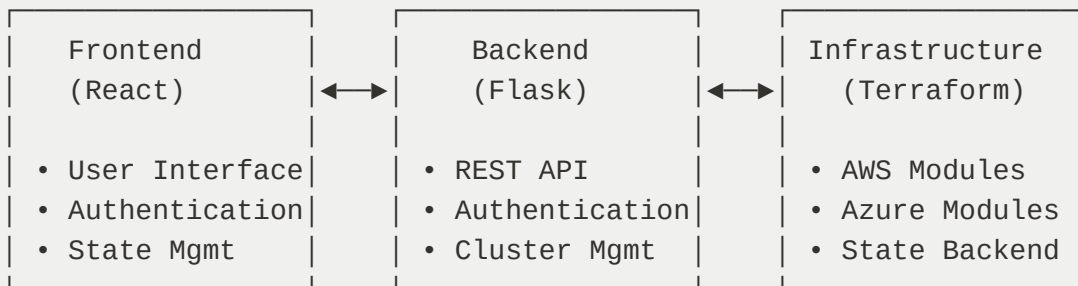 Frontend Backend Infrastructure
(React) (Flask) (Terraform)
• User Interface • REST API • AWS Modules
• Authentication • Authentication • Azure Modules
• State Mgmt • Cluster Mgmt • State Backend